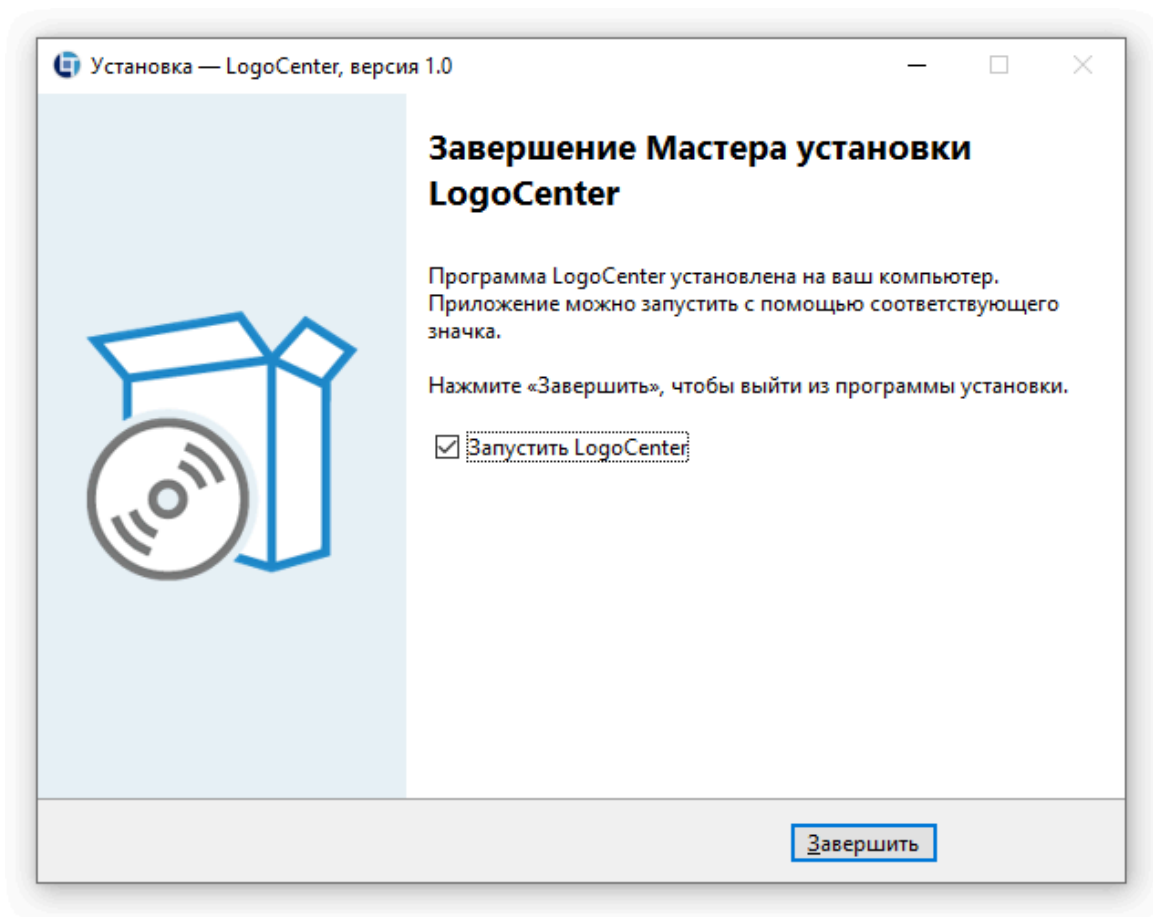 Установка — LogoCenter, версия 1.0
Завершение Мастера установки
LogoCenter
Программа LogoCenter установлена на ваш компьютер.
Приложение можно запустить с помощью соответствующего
значка.
Нажмите «Завершить», чтобы выйти из программы установки.
Запустить LogoCenter
Завершить